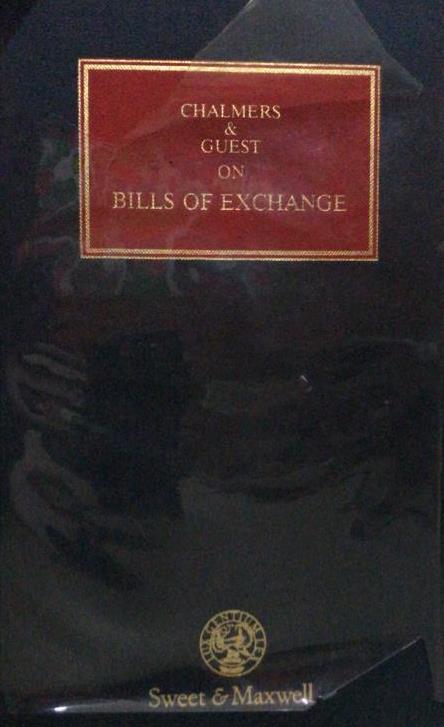 CHALMERS
&
GUEST
ON
BILLS OF EXCHANGE
Sweet & Maxwell